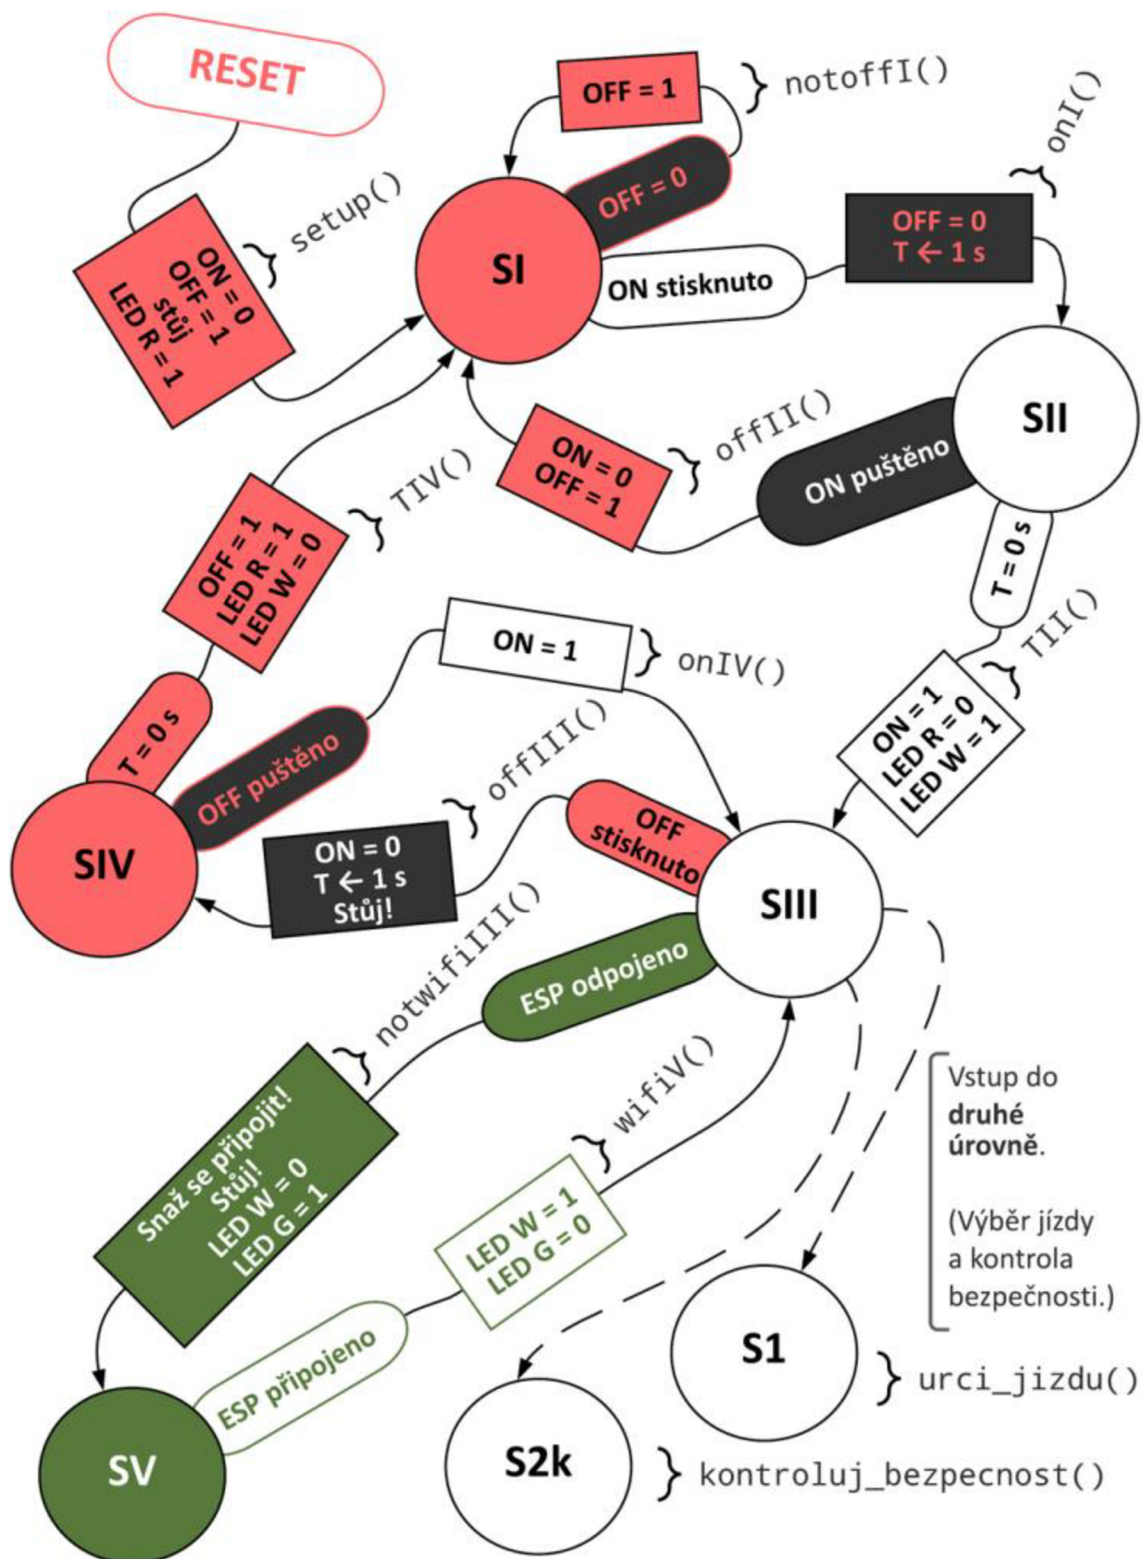 RESET
OFF = 1
notoffI()
onI()
setup()
ON = 0
OFF = 1
stůj
LED R = 1
OFF = 0
SI
ON stisknuto
OFF = 0
T ← 1 s
SII
ON = 0
OFF = 1
offII()
ON puštěno
T = 0 s
TIV()
OFF = 1
LED R = 1
LED W = 0
ON = 1
onIV()
TII()
ON = 1
LED R = 0
LED W = 1
T = 0 s
OFF puštěno
offIII()
OFF
stisknuto
SIV
ON = 0
T ← 1 s
Stůj!
SIII
ESP odpojeno
notwifiIII()
Snaž se připojit!
Stůj!
LED W = 0
LED G = 1
wifiV()
LED W = 1
LED G = 0
Vstup do
druhé
úrovně.
(Výběr jízdy
a kontrola
bezpečnosti.)
ESP připojeno
SV
S1
urci_jizdu()
S2k
kontroluj_bezpecnost()